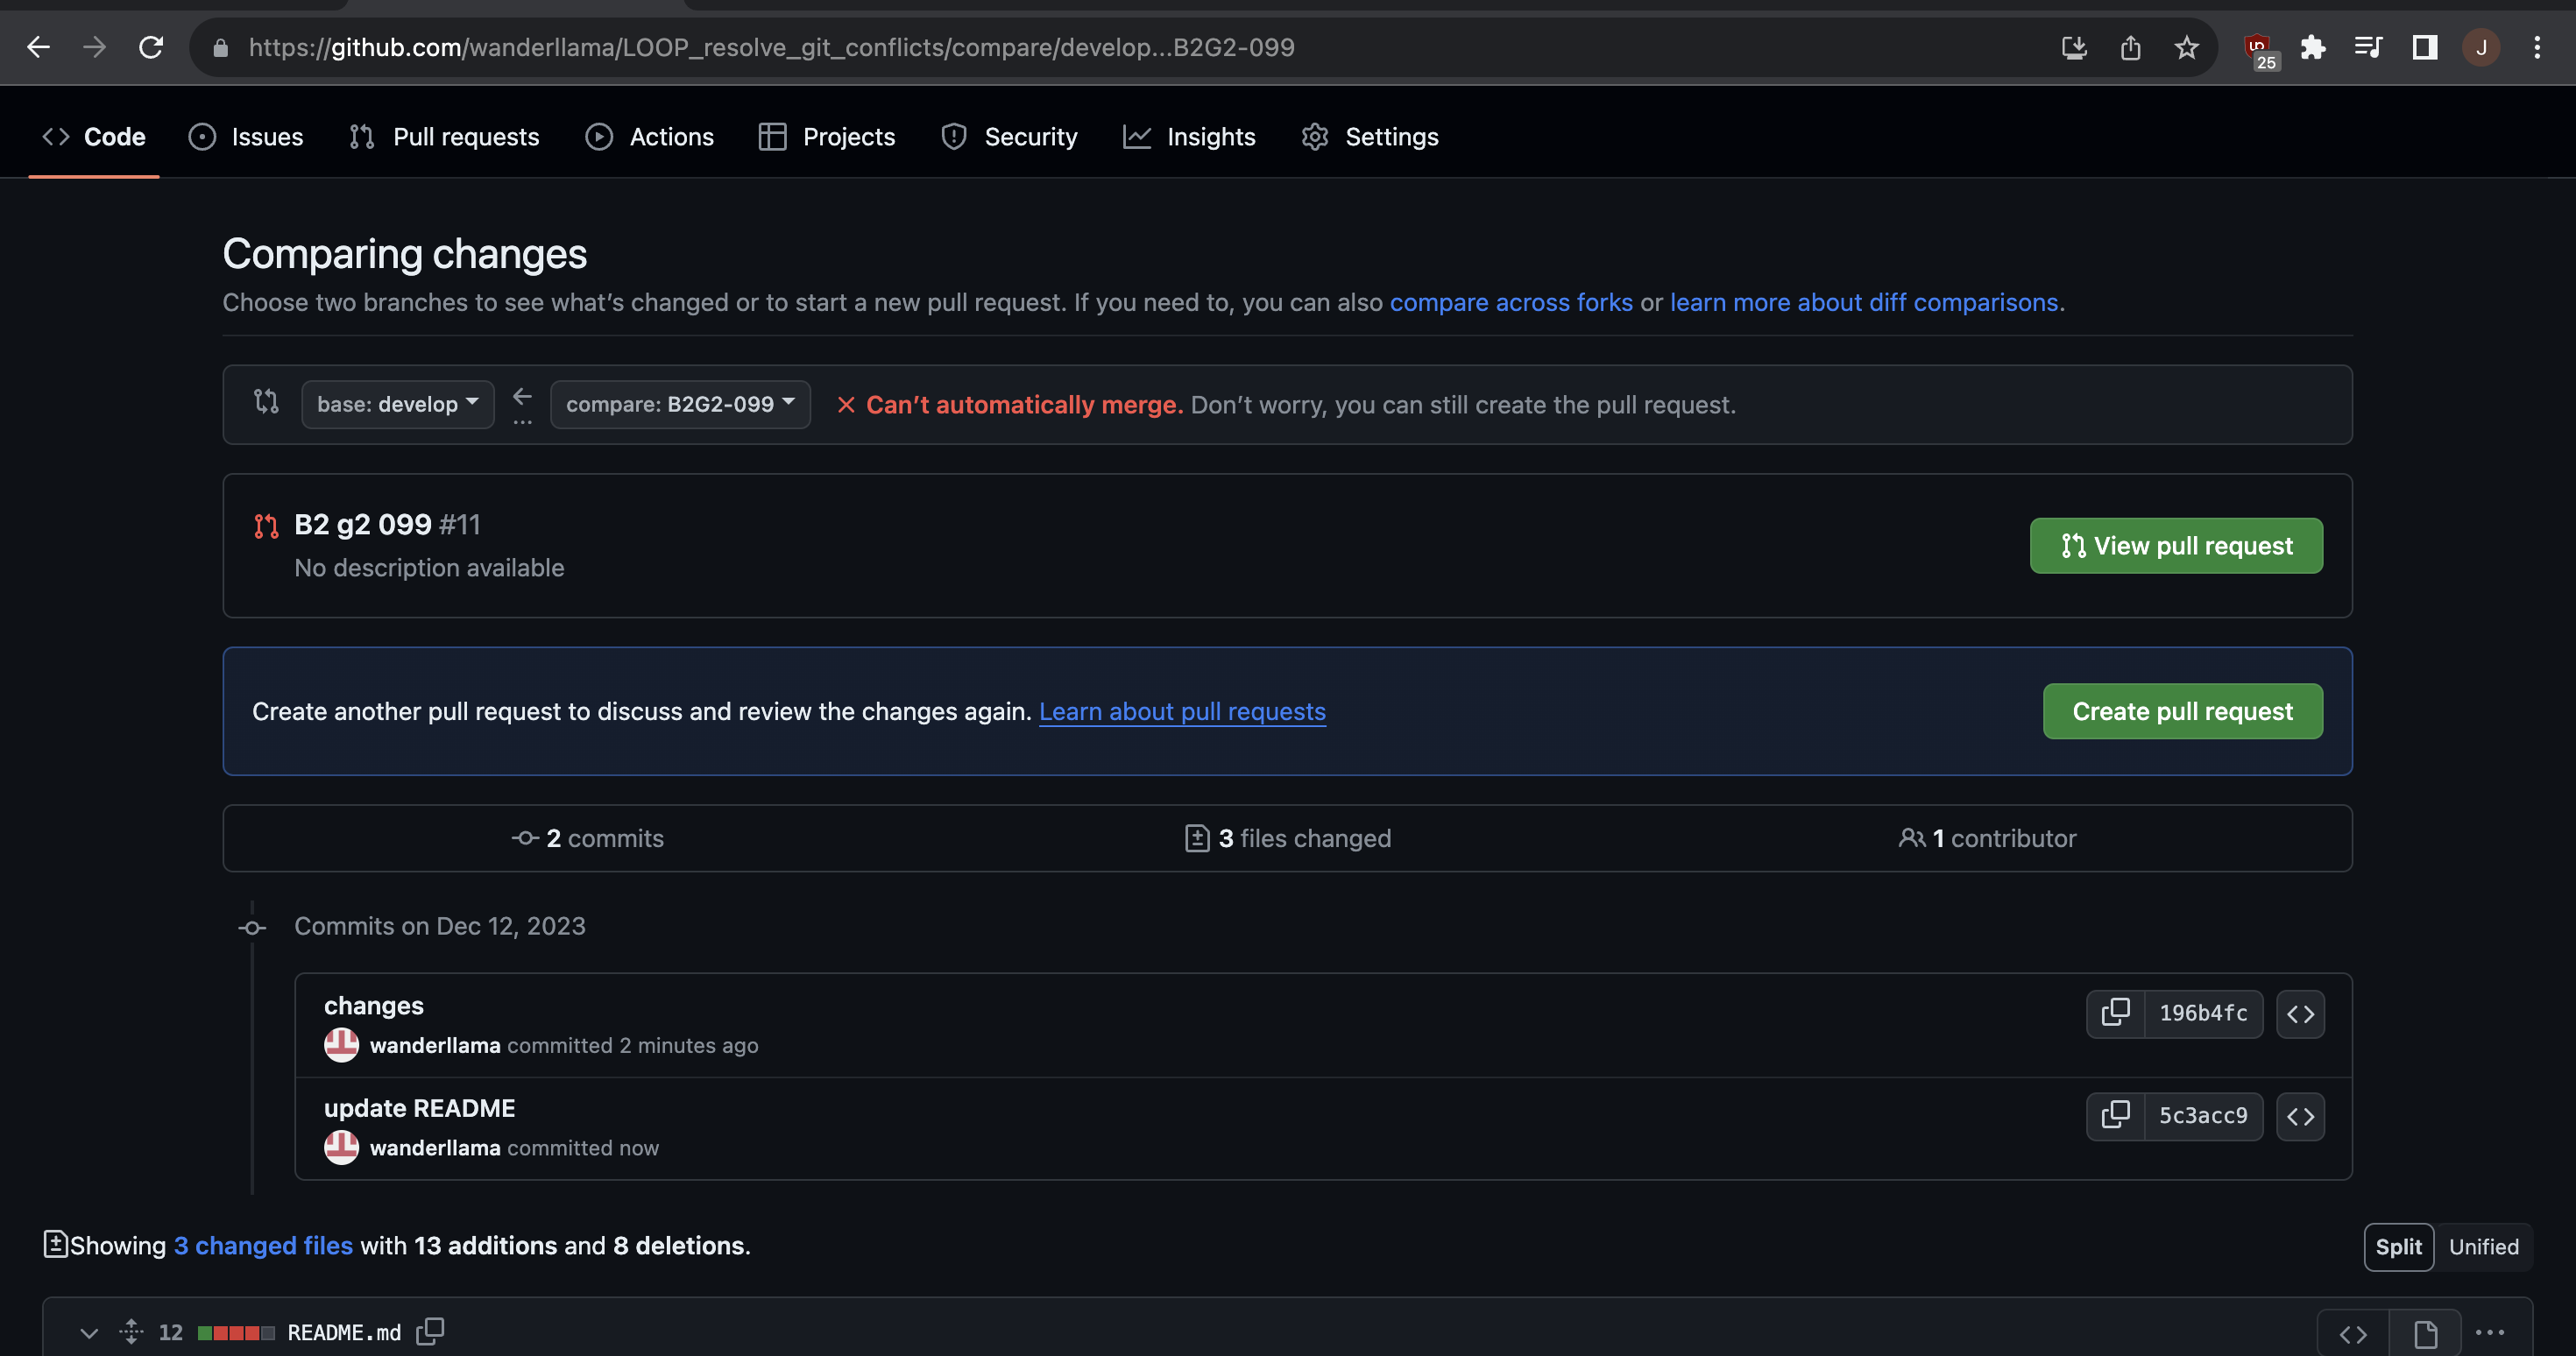 https://github.com/wanderllama/LOOP_resolve_git_conflicts/compare/develop...B2G2-099
25
J
Code Issues Pull requests Actions Projects Security Insights Settings
Comparing changes
Choose two branches to see what’s changed or to start a new pull request. If you need to, you can also compare across forks or learn more about diff comparisons.
base: develop ... compare: B2G2-099 Can’t automatically merge. Don’t worry, you can still create the pull request.
B2 g2 099 #11
No description available
View pull request
Create another pull request to discuss and review the changes again. Learn about pull requests
Create pull request
2 commits 3 files changed 1 contributor
Commits on Dec 12, 2023
changes
196b4fc
wanderllama committed 2 minutes ago
update README
5c3acc9
wanderllama committed now
Showing 3 changed files with 13 additions and 8 deletions.
Split Unified
12 README.md